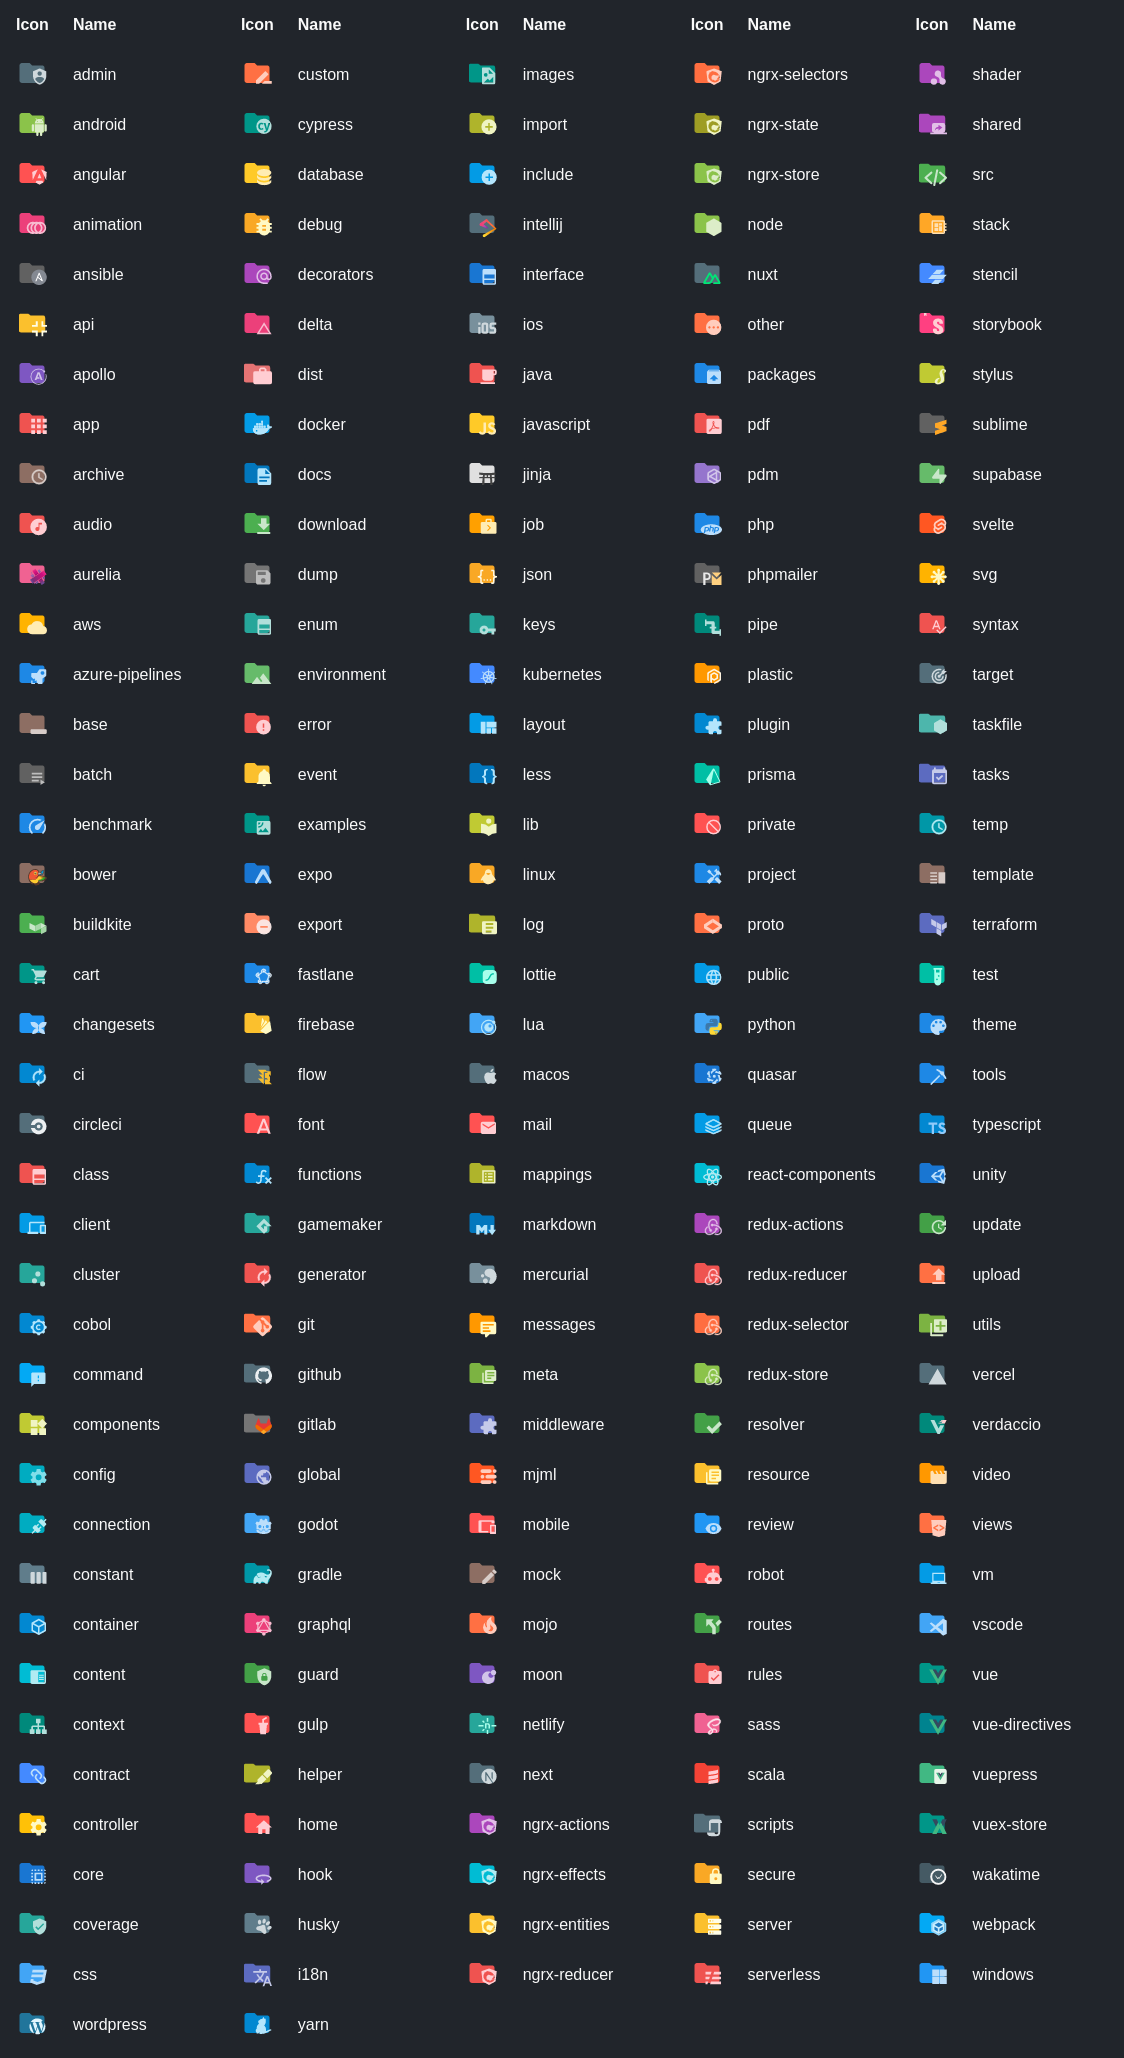 Icon Name Icon Name Icon Name Icon Name Icon Name
admin custom images ngrx-selectors shader
android cypress import ngrx-state shared
angular database include ngrx-store src
animation debug intellij node stack
ansible decorators interface nuxt stencil
api delta ios other storybook
apollo dist java packages stylus
app docker javascript pdf sublime
archive docs jinja pdm supabase
audio download job php svelte
aurelia dump json phpmailer svg
aws enum keys pipe syntax
azure-pipelines environment kubernetes plastic target
base error layout plugin taskfile
batch event less prisma tasks
benchmark examples lib private temp
bower expo linux project template
buildkite export log proto terraform
cart fastlane lottie public test
changesets firebase lua python theme
ci flow macos quasar tools
circleci font mail queue typescript
class functions mappings react-components unity
client gamemaker markdown redux-actions update
cluster generator mercurial redux-reducer upload
cobol git messages redux-selector utils
command github meta redux-store vercel
components gitlab middleware resolver verdaccio
config global mjml resource video
connection godot mobile review views
constant gradle mock robot vm
container graphql mojo routes vscode
content guard moon rules vue
context gulp netlify sass vue-directives
contract helper next scala vuepress
controller home ngrx-actions scripts vuex-store
core hook ngrx-effects secure wakatime
coverage husky ngrx-entities server webpack
css i18n ngrx-reducer serverless windows
wordpress yarn